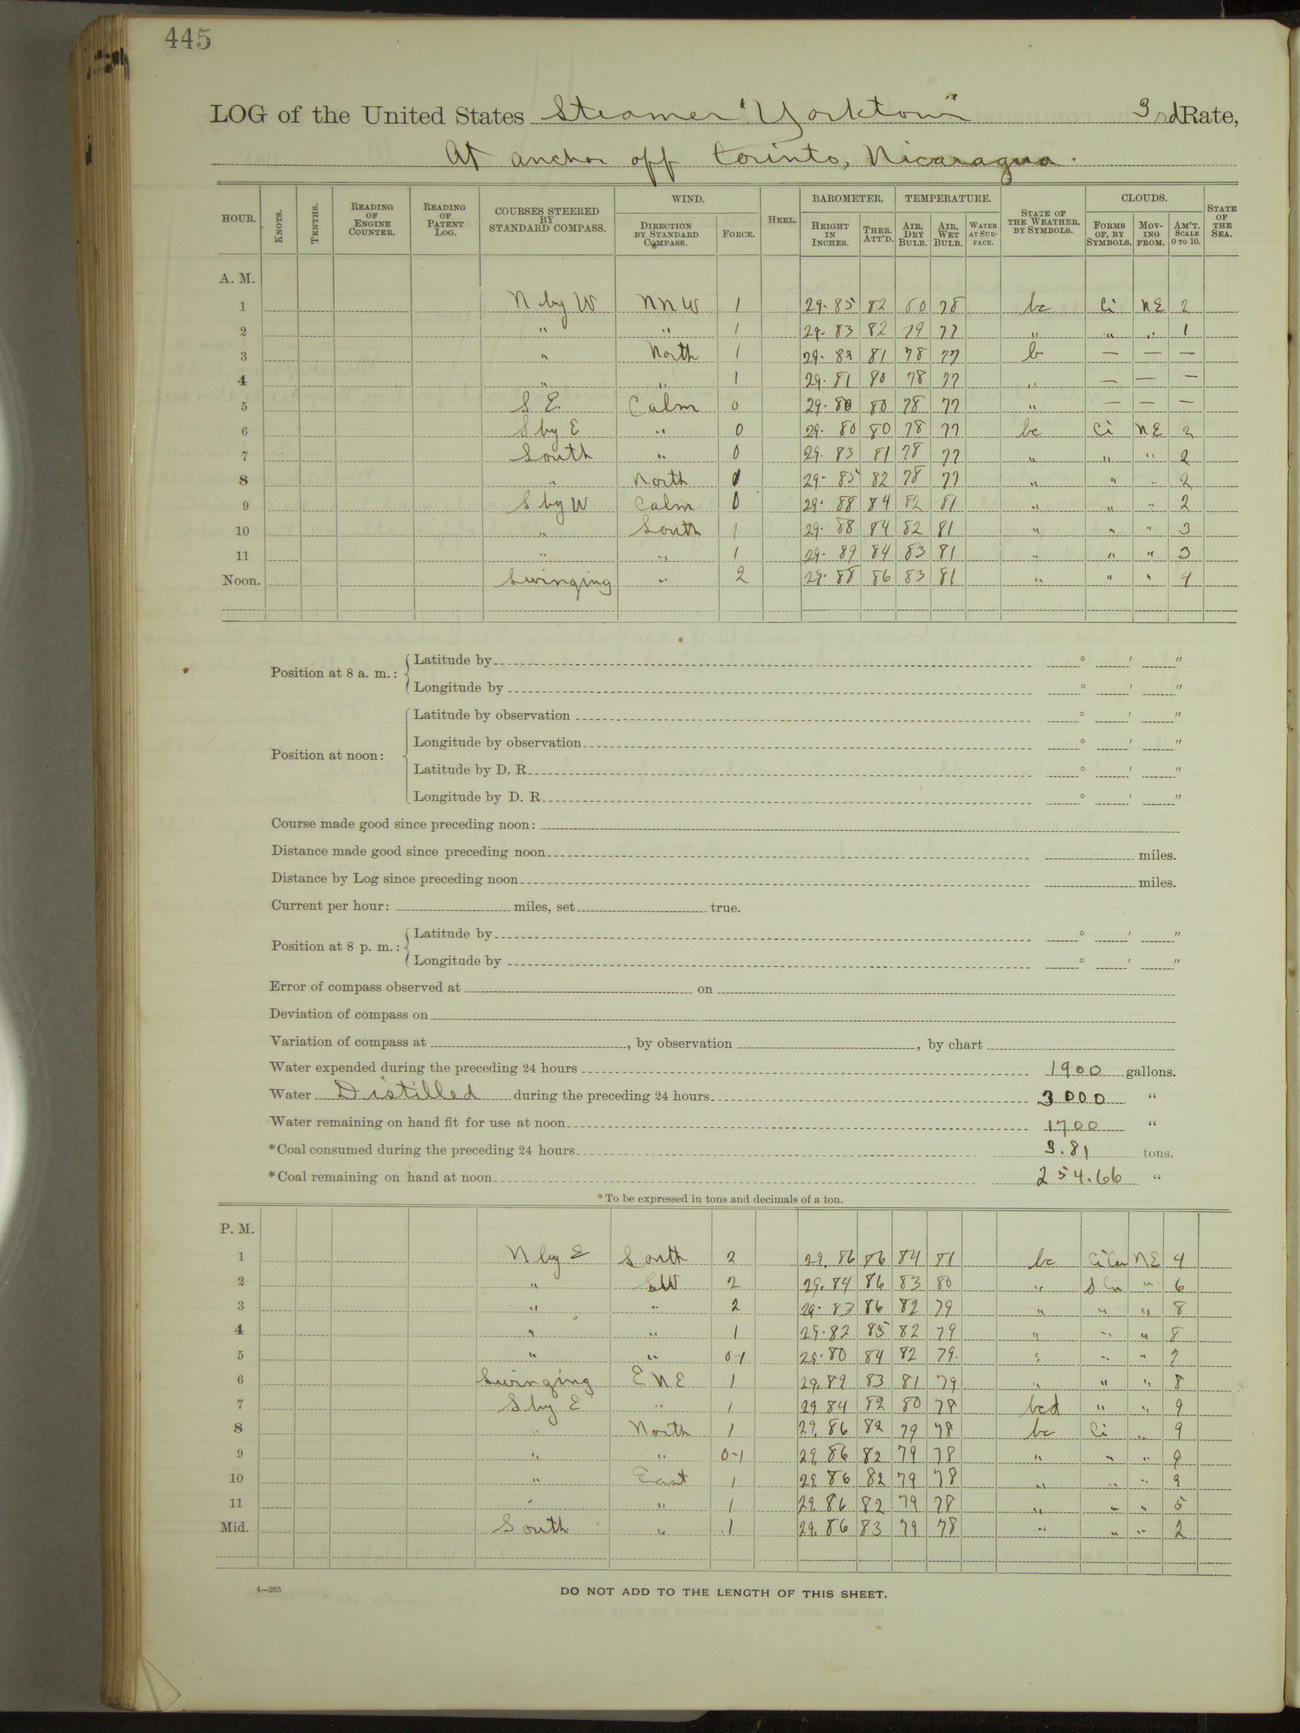 445
LOG of the United States Steamer "Yorktown" 3rd Rate,
At anchor off Corinto, Nicaragua.
HOUR. KNOTS. TENTHS. READING OF ENGINE COUNTER. READING OF PATENT LOG. COURSES STEERED BY STANDARD COMPASS. WIND. DIRECTION BY STANDARD COMPASS. FORCE. HEEL. BAROMETER. HEIGHT IN INCHES. THER. ATT'D. TEMPERATURE. AIR, DRY BULB. AIR, WET BULB. WATER AT SURFACE. STATE OF THE WEATHER, BY SYMBOLS. CLOUDS. FORMS OF, BY SYMBOLS. MOVING FROM. AM'T. SCALE 0 TO 10. STATE OF THE SEA.
A. M.
1 N by W NNW 1 29.85 82 80 78 bc Ci NE 2
2 " " 1 29.83 82 79 77 " " " 1
3 " North 1 29. 81 78 77 b — — —
4 " " 1 29.81 80 78 77 " — — —
5 S E Calm 0 29.80 80 78 77 " — — —
6 S by E " 0 29.80 80 78 77 bc Ci NE 2
7 South " 0 29.83 81 78 77 " " " 2
8 " North 1 29.85 82 78 77 " " " 2
9 S by W Calm 0 29.88 84 82 81 " " " 2
10 " South 1 29.88 84 82 81 " " " 3
11 " " 1 29.89 84 83 81 " " " 3
Noon. Swinging " 2 29.88 86 83 81 " " " 4
Position at 8 a. m.: Latitude by ° ′ ″
Longitude by ° ′ ″
Position at noon: Latitude by observation ° ′ ″
Longitude by observation ° ′ ″
Latitude by D. R. ° ′ ″
Longitude by D. R. ° ′ ″
Course made good since preceding noon:
Distance made good since preceding noon miles.
Distance by Log since preceding noon miles.
Current per hour: miles, set true.
Position at 8 p. m.: Latitude by ° ′ ″
Longitude by ° ′ ″
Error of compass observed at on
Deviation of compass on
Variation of compass at , by observation , by chart
Water expended during the preceding 24 hours 1900 gallons.
Water Distilled during the preceding 24 hours 3000 "
Water remaining on hand fit for use at noon 1700 "
*Coal consumed during the preceding 24 hours 3.81 tons.
*Coal remaining on hand at noon 254.66 "
*To be expressed in tons and decimals of a ton.
P. M.
1 N by E South 2 29.86 86 84 81 bc CiCu NE 4
2 " SW 2 29.84 86 83 80 " S Cu " 6
3 " " 2 29.83 86 82 79 " " " 8
4 " " 1 29.82 85 82 79 " " " 8
5 " " 0-1 29.80 84 82 79 " " " 7
6 Swinging ENE 1 29.82 83 81 79 " " " 8
7 S by E " 1 29 84 82 80 78 bcd " " 9
8 " North 1 29.86 82 79 78 bc Ci " 9
9 " " 0-1 29.86 82 79 78 " " " 9
10 " East 1 29.86 82 79 78 " " " 9
11 " " 1 29.86 82 79 78 " " " 5
Mid. South " 1 29.86 83 79 78 " " " 2
4—265
DO NOT ADD TO THE LENGTH OF THIS SHEET.